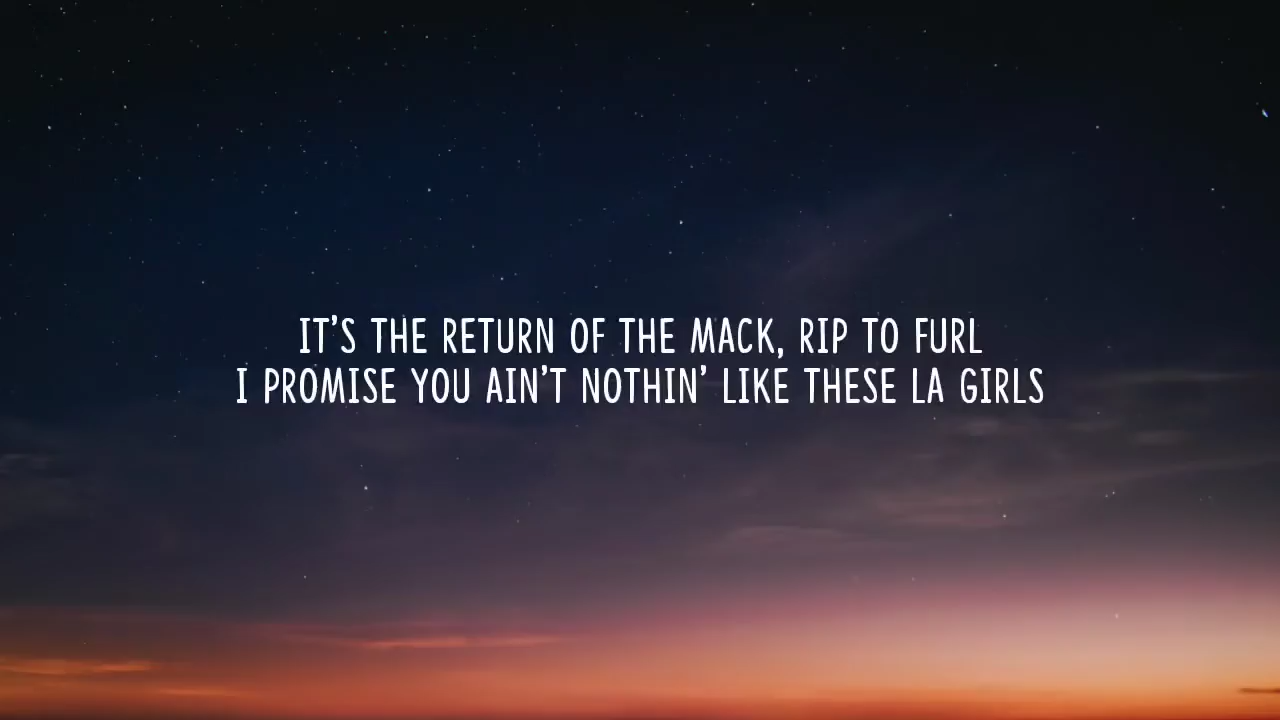 IT’S THE RETURN OF THE MACK, RIP TO FURL
I PROMISE YOU AIN’T NOTHIN’ LIKE THESE LA GIRLS